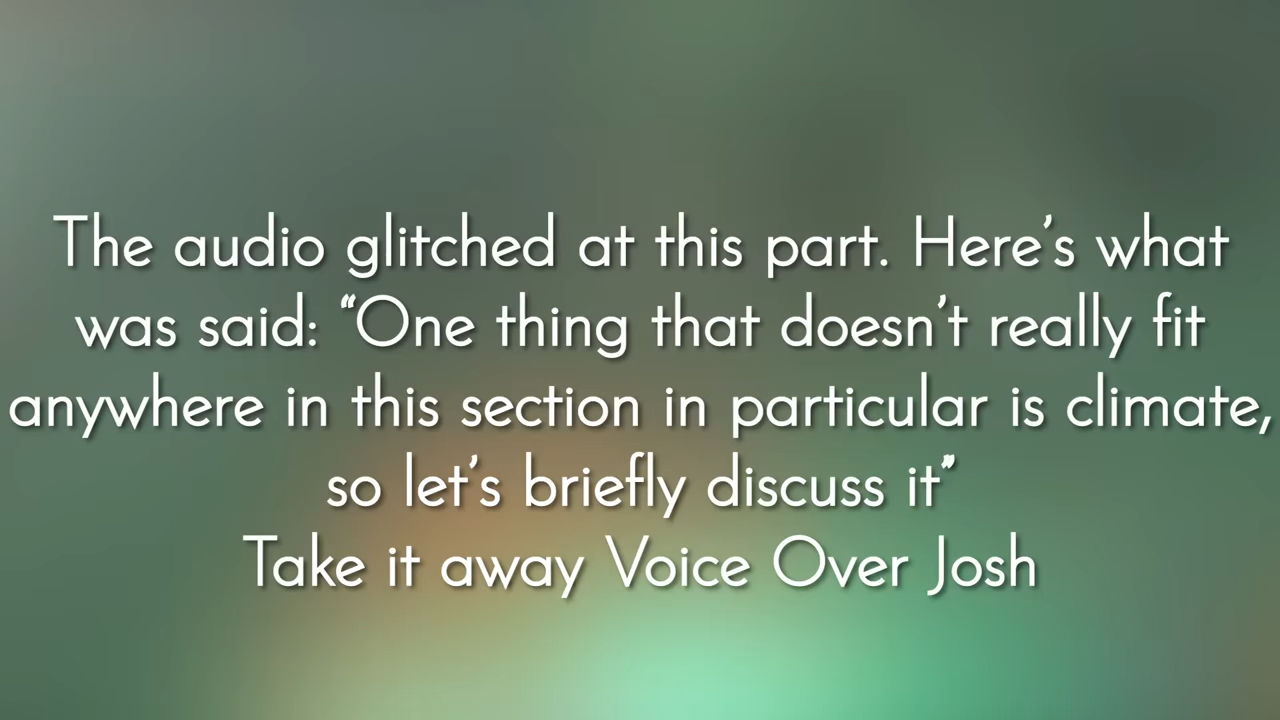 The audio glitched at this part. Here’s what
was said: “One thing that doesn’t really fit
anywhere in this section in particular is climate,
so let’s briefly discuss it”
Take it away Voice Over Josh